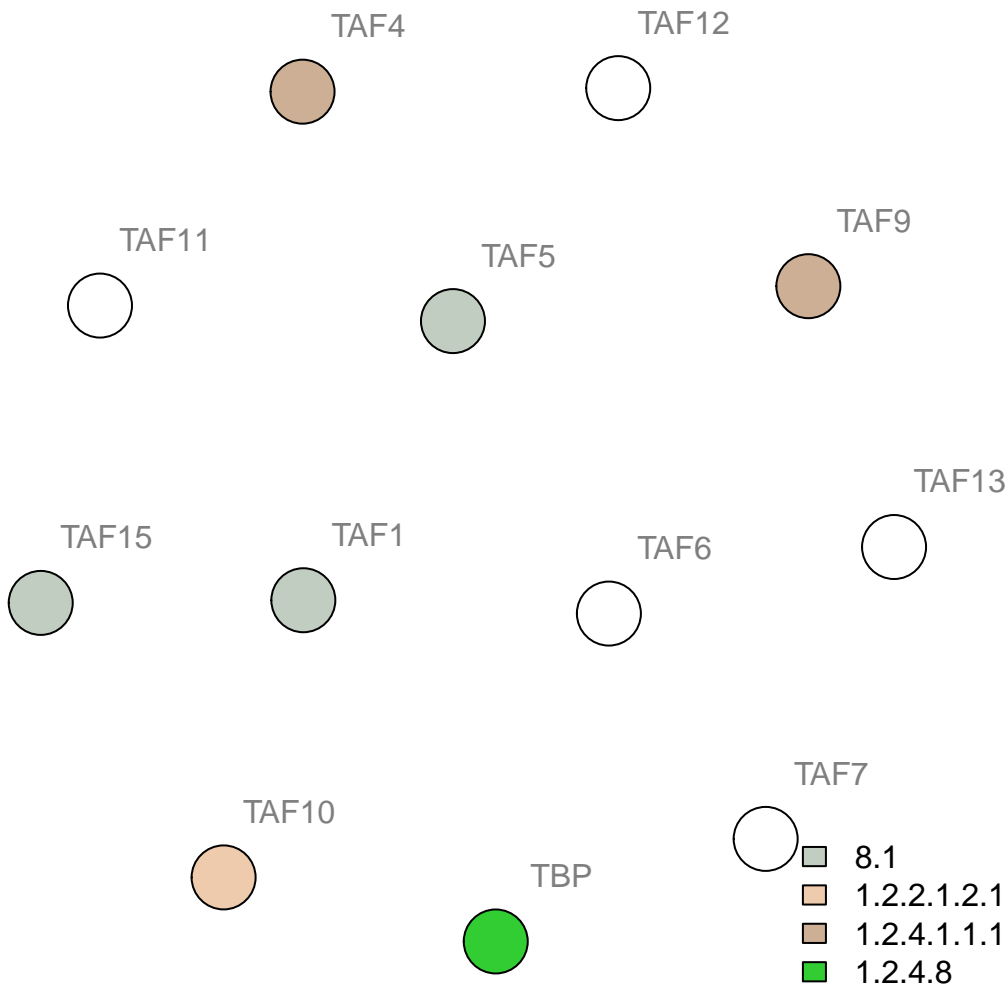 TAF4
TAF12
TAF11
TAF5
TAF9
TAF13
TAF15
TAF1
TAF6
TAF7
TAF10
TBP
8.1
1.2.2.1.2.1
1.2.4.1.1.1
1.2.4.8